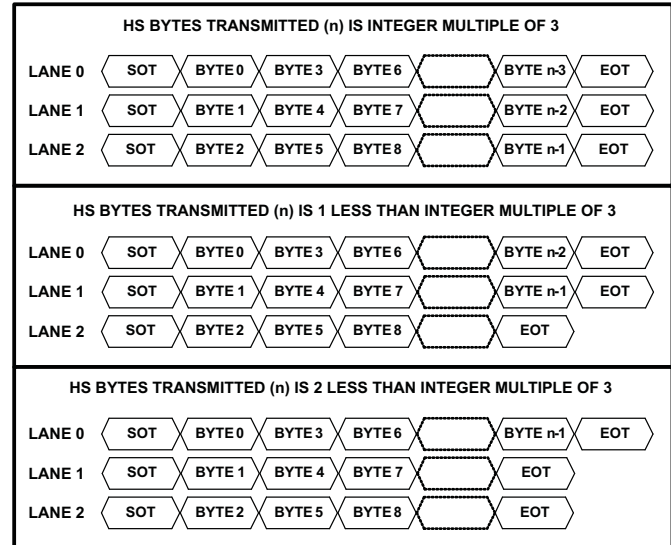 HS BYTES TRANSMITTED (n) IS INTEGER MULTIPLE OF 3
LANE 0 SOT BYTE 0 BYTE 3 BYTE 6 BYTE n-3 EOT
LANE 1 SOT BYTE 1 BYTE 4 BYTE 7 BYTE n-2 EOT
LANE 2 SOT BYTE 2 BYTE 5 BYTE 8 BYTE n-1 EOT
HS BYTES TRANSMITTED (n) IS 1 LESS THAN INTEGER MULTIPLE OF 3
LANE 0 SOT BYTE 0 BYTE 3 BYTE 6 BYTE n-2 EOT
LANE 1 SOT BYTE 1 BYTE 4 BYTE 7 BYTE n-1 EOT
LANE 2 SOT BYTE 2 BYTE 5 BYTE 8 EOT
HS BYTES TRANSMITTED (n) IS 2 LESS THAN INTEGER MULTIPLE OF 3
LANE 0 SOT BYTE 0 BYTE 3 BYTE 6 BYTE n-1 EOT
LANE 1 SOT BYTE 1 BYTE 4 BYTE 7 EOT
LANE 2 SOT BYTE 2 BYTE 5 BYTE 8 EOT